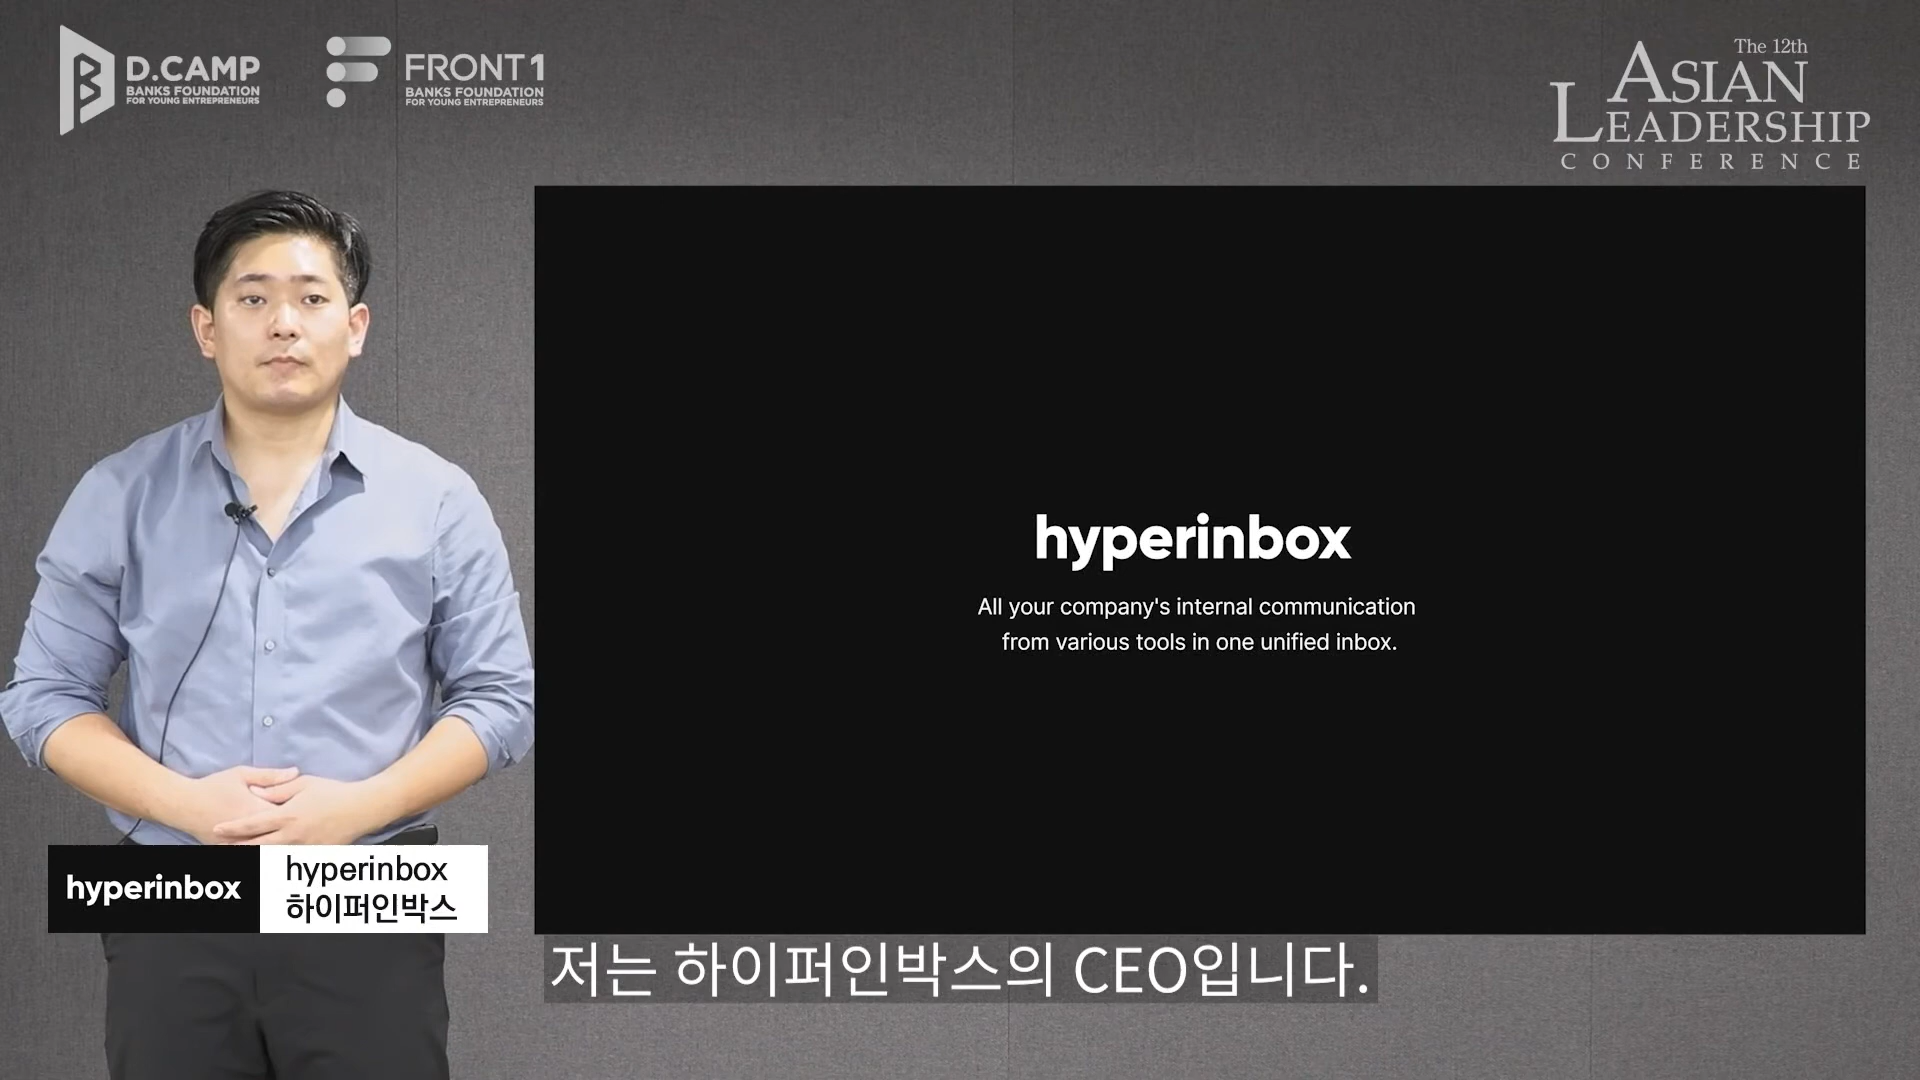 D.CAMP
BANKS FOUNDATION
FOR YOUNG ENTREPRENEURS
FRONT1
BANKS FOUNDATION
FOR YOUNG ENTREPRENEURS
The 12th
ASIAN
LEADERSHIP
CONFERENCE
hyperinbox
All your company's internal communication
from various tools in one unified inbox.
hyperinbox
hyperinbox
하이퍼인박스
저는 하이퍼인박스의 CEO입니다.